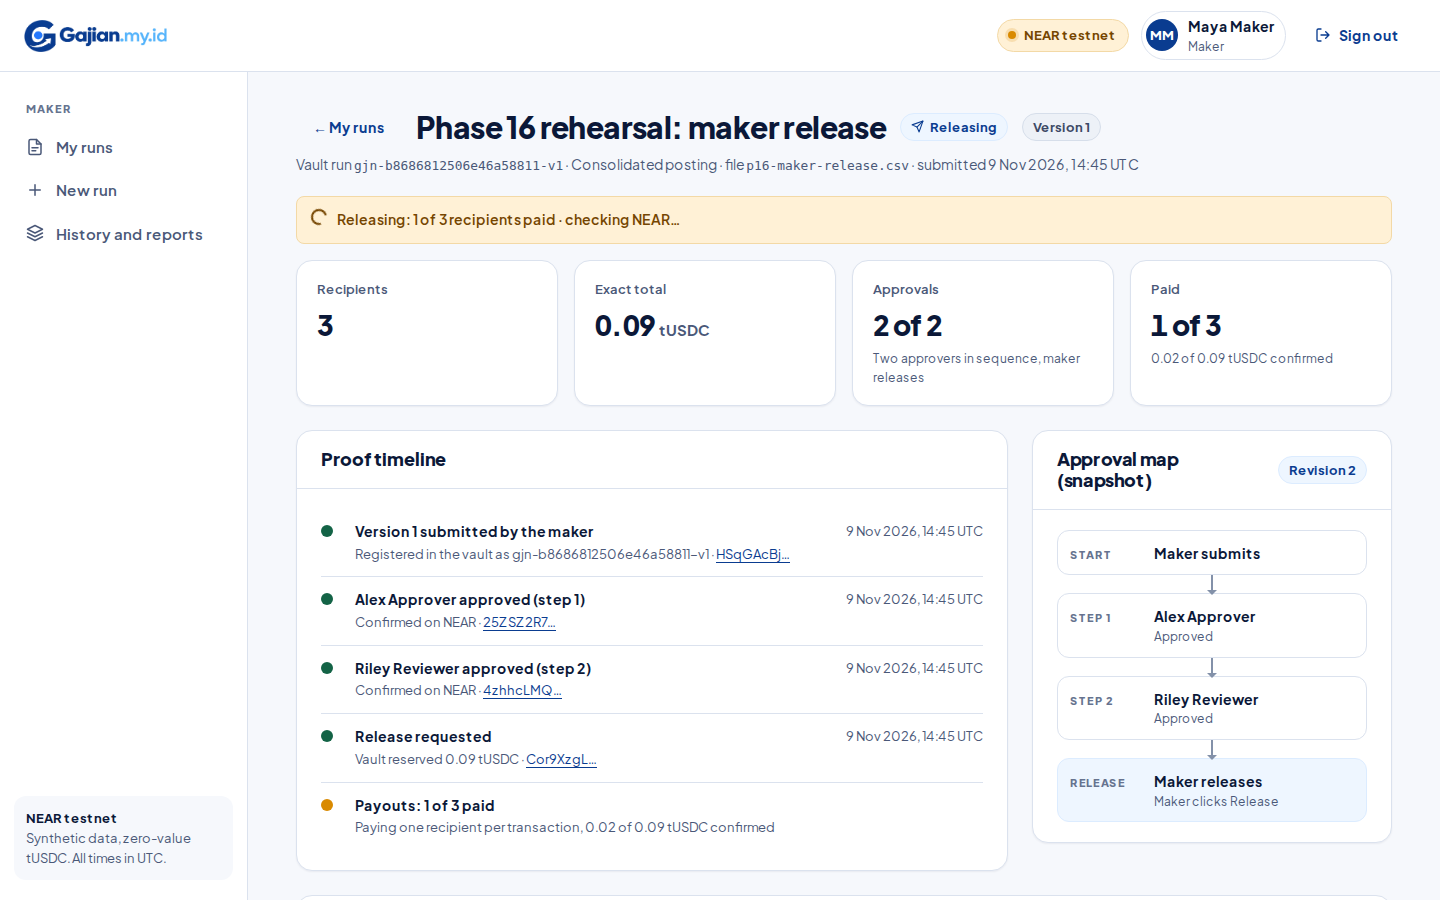 Gajian.my.id
NEAR testnet
MM
Maya Maker
Maker
Sign out
MAKER
My runs
New run
History and reports
NEAR testnet
Synthetic data, zero-value
tUSDC. All times in UTC.
← My runs
Phase 16 rehearsal: maker release
Releasing
Version 1
Vault run gjn-b8686812506e46a58811-v1 · Consolidated posting · file p16-maker-release.csv · submitted 9 Nov 2026, 14:45 UTC
Releasing: 1 of 3 recipients paid · checking NEAR…
Recipients
3
Exact total
0.09 tUSDC
Approvals
2 of 2
Two approvers in sequence, maker
releases
Paid
1 of 3
0.02 of 0.09 tUSDC confirmed
Proof timeline
Version 1 submitted by the maker
9 Nov 2026, 14:45 UTC
Registered in the vault as gjn-b8686812506e46a58811-v1 · HSqGAcBj…
Alex Approver approved (step 1)
9 Nov 2026, 14:45 UTC
Confirmed on NEAR · 25ZSZ2R7…
Riley Reviewer approved (step 2)
9 Nov 2026, 14:45 UTC
Confirmed on NEAR · 4zhhcLMQ…
Release requested
9 Nov 2026, 14:45 UTC
Vault reserved 0.09 tUSDC · Cor9XzgL…
Payouts: 1 of 3 paid
Paying one recipient per transaction, 0.02 of 0.09 tUSDC confirmed
Approval map
(snapshot)
Revision 2
START
Maker submits
STEP 1
Alex Approver
Approved
STEP 2
Riley Reviewer
Approved
RELEASE
Maker releases
Maker clicks Release